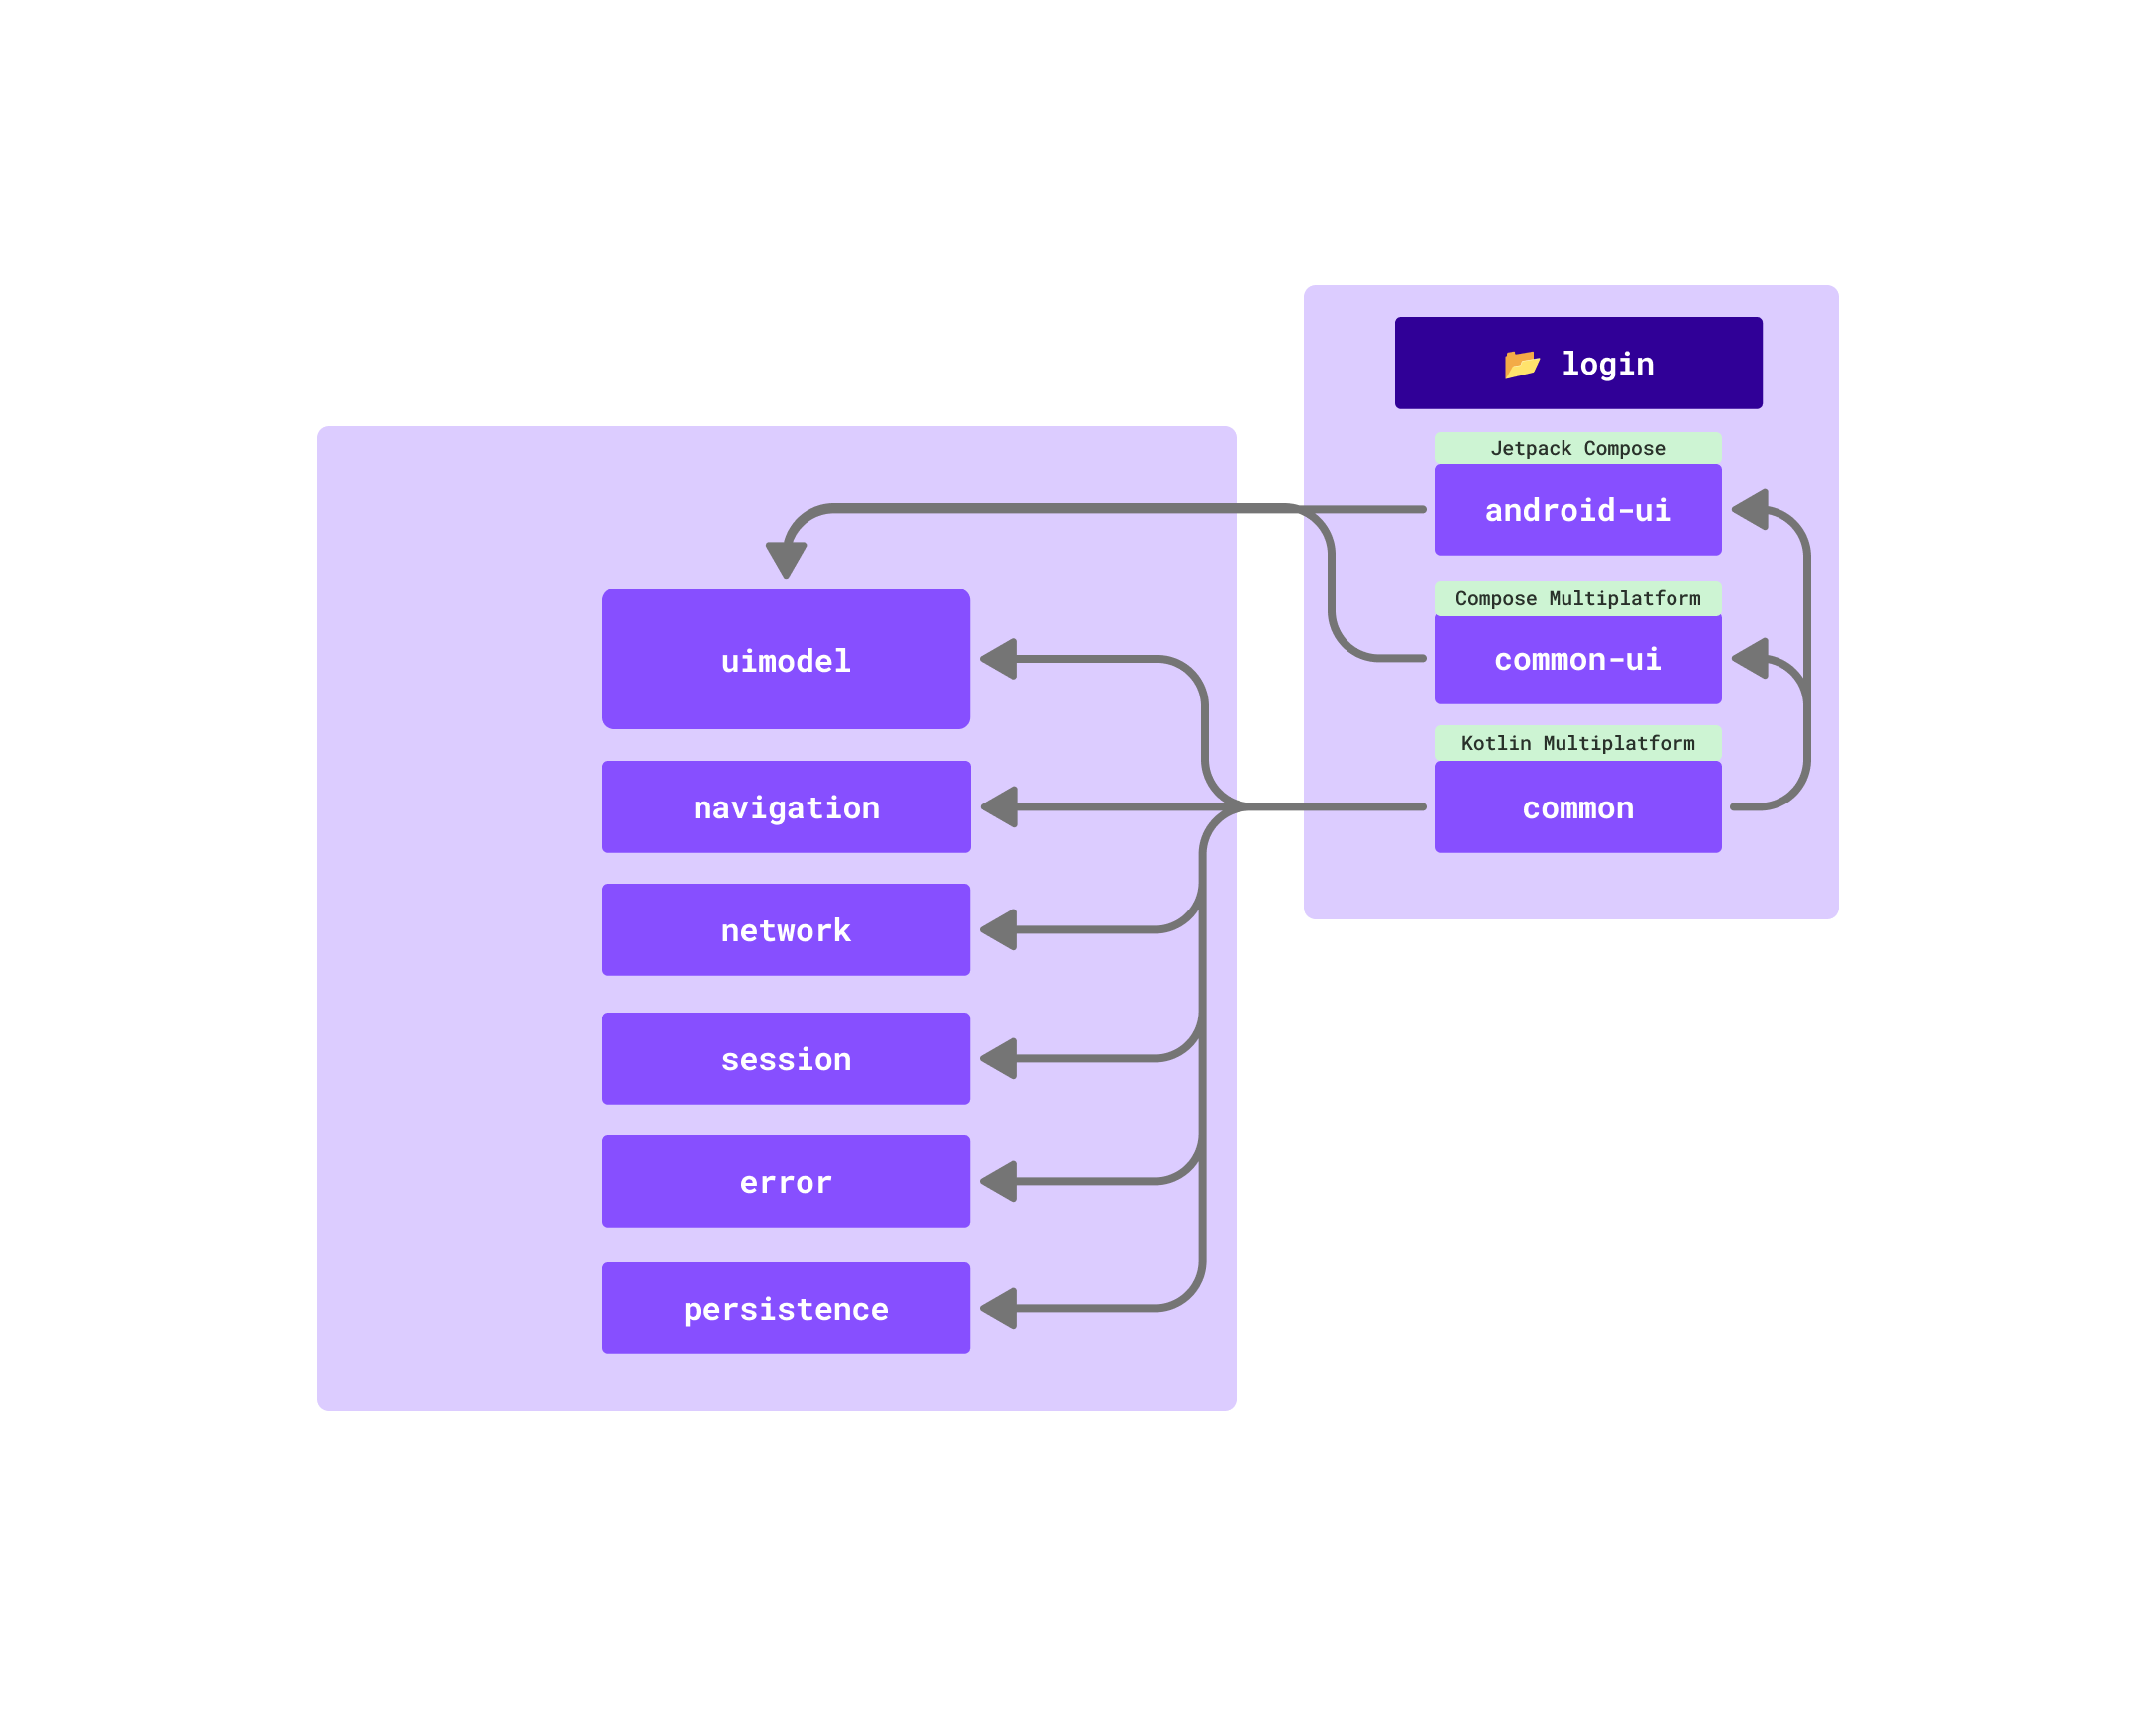 📂 login
Jetpack Compose
android-ui
Compose Multiplatform
common-ui
Kotlin Multiplatform
common
uimodel
navigation
network
session
error
persistence